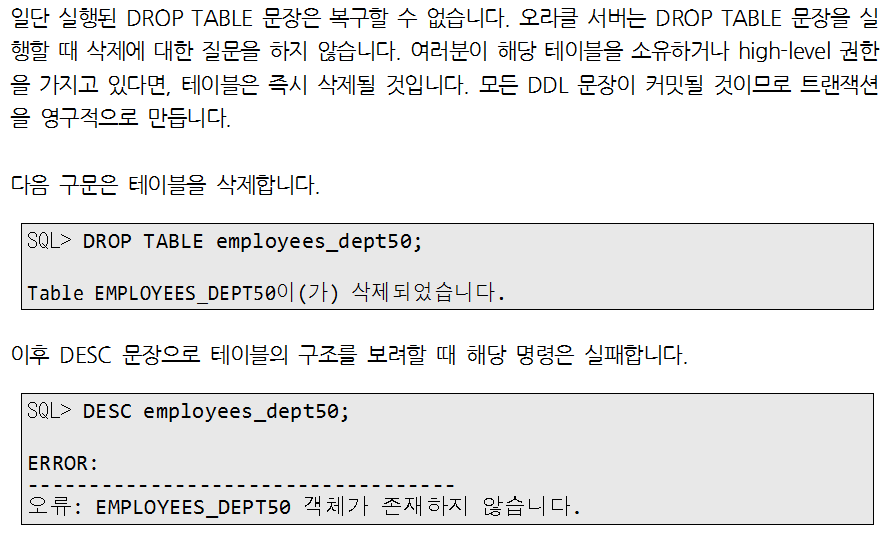 일단 실행된 DROP TABLE 문장은 복구할 수 없습니다. 오라클 서버는 DROP TABLE 문장을 실
행할 때 삭제에 대한 질문을 하지 않습니다. 여러분이 해당 테이블을 소유하거나 high-level 권한
을 가지고 있다면, 테이블은 즉시 삭제될 것입니다. 모든 DDL 문장이 커밋될 것이므로 트랜잭션
을 영구적으로 만듭니다.
다음 구문은 테이블을 삭제합니다.
SQL> DROP TABLE employees_dept50;
Table EMPLOYEES_DEPT50이(가) 삭제되었습니다.
이후 DESC 문장으로 테이블의 구조를 보려할 때 해당 명령은 실패합니다.
SQL> DESC employees_dept50;
ERROR:
-----------------------------------
오류: EMPLOYEES_DEPT50 객체가 존재하지 않습니다.